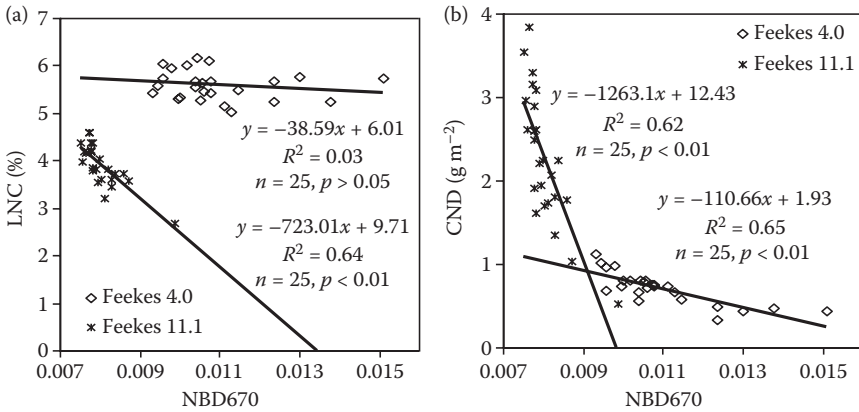 (a)
7
6
5
4
3
2
1
0
LNC (%)
y = −38.59x + 6.01
R² = 0.03
n = 25, p > 0.05
y = −723.01x + 9.71
R² = 0.64
n = 25, p < 0.01
Feekes 4.0
Feekes 11.1
0.007
0.009
0.011
0.013
0.015
NBD670
(b)
4
3
2
1
0
CND (g m⁻²)
Feekes 4.0
Feekes 11.1
y = −1263.1x + 12.43
R² = 0.62
n = 25, p < 0.01
y = −110.66x + 1.93
R² = 0.65
n = 25, p < 0.01
0.007
0.009
0.011
0.013
0.015
NBD670